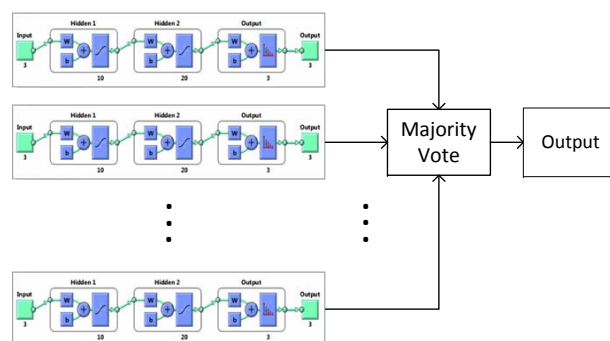 Hidden 1 Hidden 2 Output
Input Output
W W W
+ + +
b b b
3 10 20 3 3
Hidden 1 Hidden 2 Output
Input Output
W W W
+ + +
b b b
3 10 20 3 3
Majority
Vote
Output
Hidden 1 Hidden 2 Output
Input Output
W W W
+ + +
b b b
3 10 20 3 3